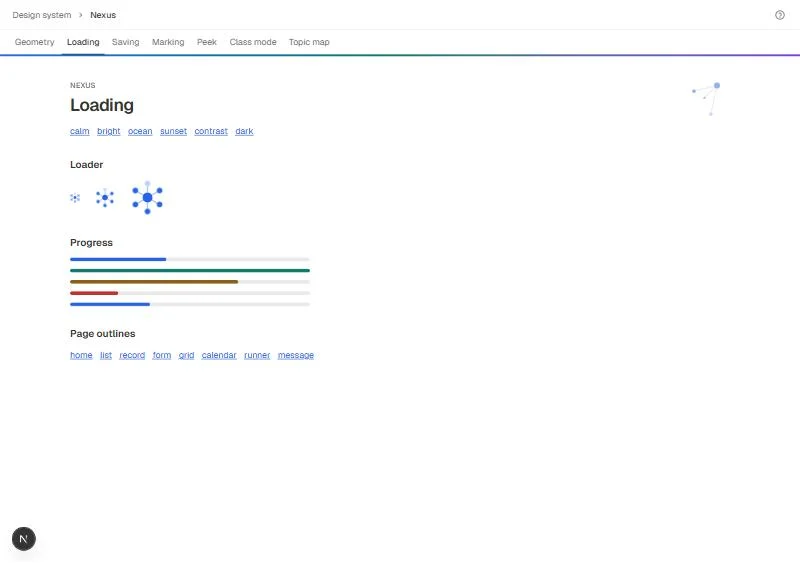 Design system > Nexus
Geometry Loading Saving Marking Peek Class mode Topic map
NEXUS
Loading
calm bright ocean sunset contrast dark
Loader
Progress
Page outlines
home list record form grid calendar runner message
N